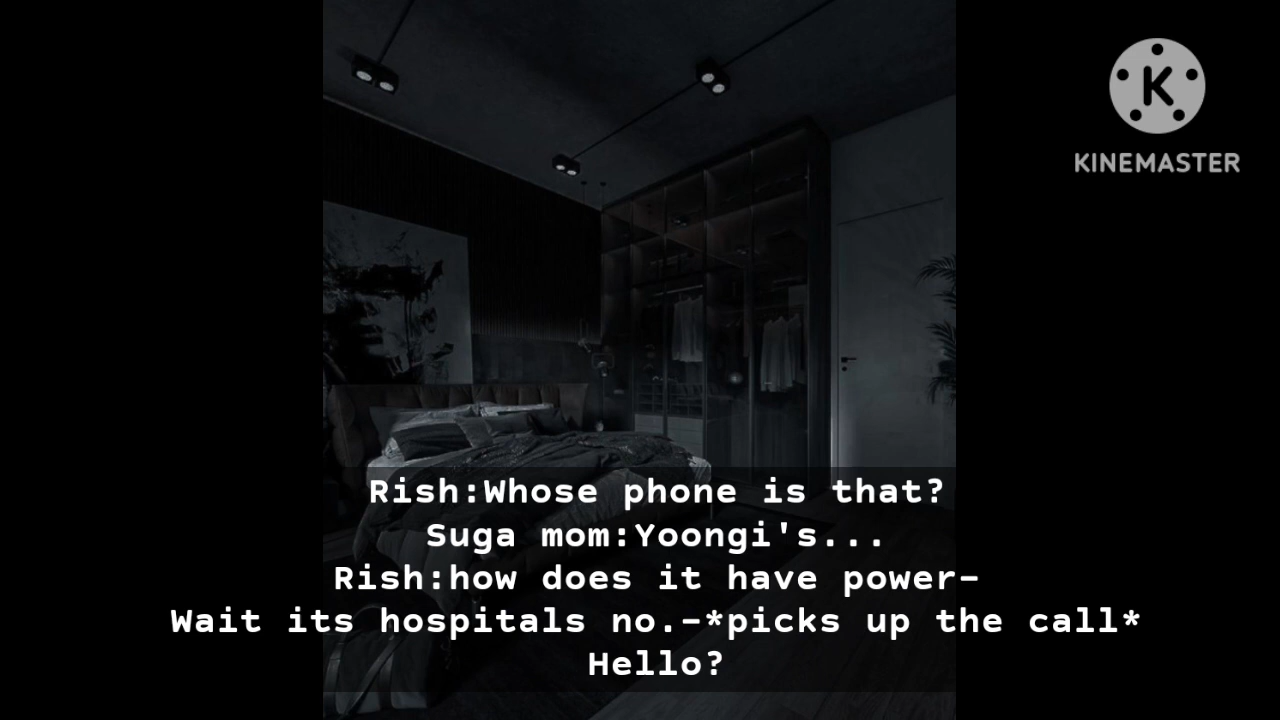 KINEMASTER
Rish:Whose phone is that?
Suga mom:Yoongi's...
Rish:how does it have power-
Wait its hospitals no.-*picks up the call*
Hello?